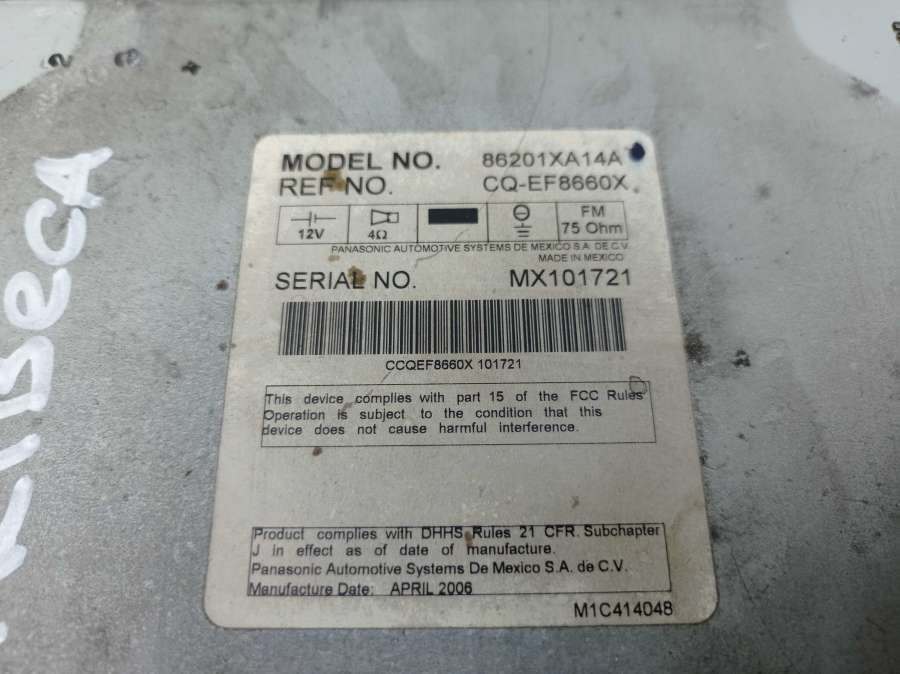 MODEL NO. 86201XA14A
REF NO. CQ-EF8660X
12V 4Ω FM 75 Ohm
PANASONIC AUTOMOTIVE SYSTEMS DE MEXICO S.A. DE C.V.
MADE IN MEXICO
SERIAL NO. MX101721
CCQEF8660X 101721
This device complies with part 15 of the FCC Rules
Operation is subject to the condition that this
device does not cause harmful interference.
Product complies with DHHS Rules 21 CFR. Subchapter
J in effect as of date of manufacture.
Panasonic Automotive Systems De Mexico S.A. de C.V.
Manufacture Date: APRIL 2006
M1C414048